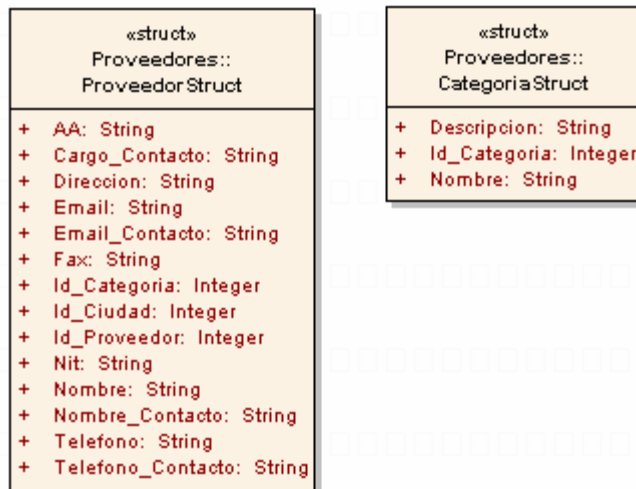 «struct»
Proveedores::
ProveedorStruct
+ AA: String
+ Cargo_Contacto: String
+ Direccion: String
+ Email: String
+ Email_Contacto: String
+ Fax: String
+ Id_Categoria: Integer
+ Id_Ciudad: Integer
+ Id_Proveedor: Integer
+ Nit: String
+ Nombre: String
+ Nombre_Contacto: String
+ Telefono: String
+ Telefono_Contacto: String
«struct»
Proveedores::
CategoriaStruct
+ Descripcion: String
+ Id_Categoria: Integer
+ Nombre: String